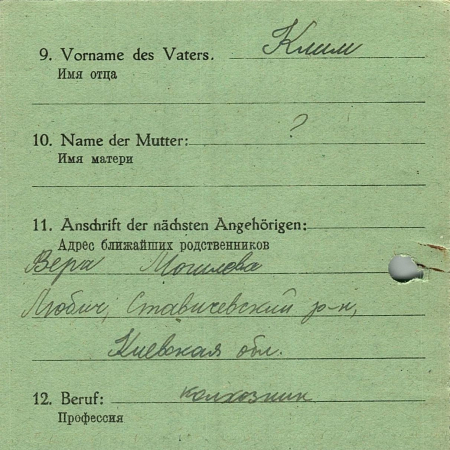 9. Vorname des Vaters. Клим
Имя отца
10. Name der Mutter: ?
Имя матери
11. Anschrift der nächsten Angehörigen:
Адрес ближайших родственников
Вера Могилова
Любич, Ставичевский р-н,
Киевская обл.
12. Beruf: колхозник
Профессия